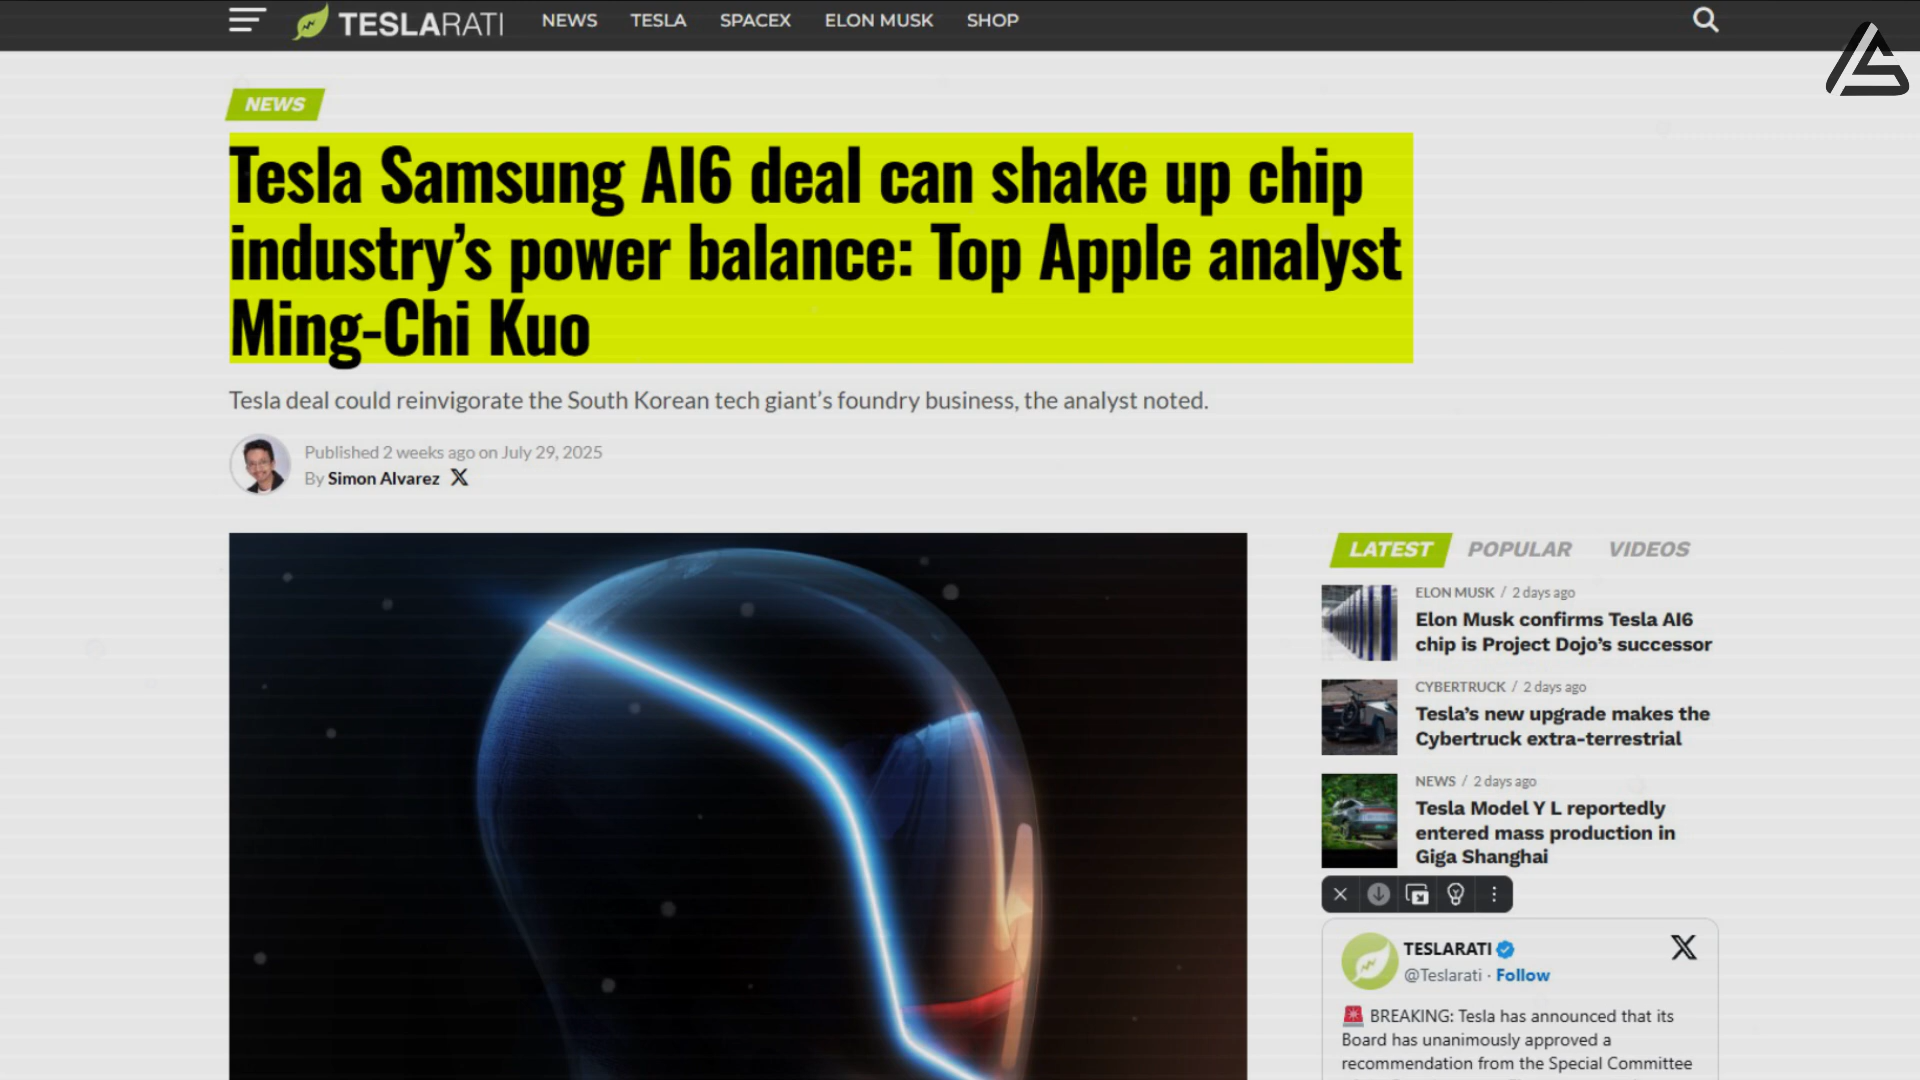 TESLARATI NEWS TESLA SPACEX ELON MUSK SHOP
NEWS
Tesla Samsung AI6 deal can shake up chip
industry’s power balance: Top Apple analyst
Ming-Chi Kuo
Tesla deal could reinvigorate the South Korean tech giant’s foundry business, the analyst noted.
Published 2 weeks ago on July 29, 2025
By Simon Alvarez
LATEST POPULAR VIDEOS
ELON MUSK / 2 days ago
Elon Musk confirms Tesla AI6
chip is Project Dojo’s successor
CYBERTRUCK / 2 days ago
Tesla’s new upgrade makes the
Cybertruck extra-terrestrial
NEWS / 2 days ago
Tesla Model Y L reportedly
entered mass production in
Giga Shanghai
TESLARATI
@Teslarati · Follow
🚨 BREAKING: Tesla has announced that its
Board has unanimously approved a
recommendation from the Special Committee